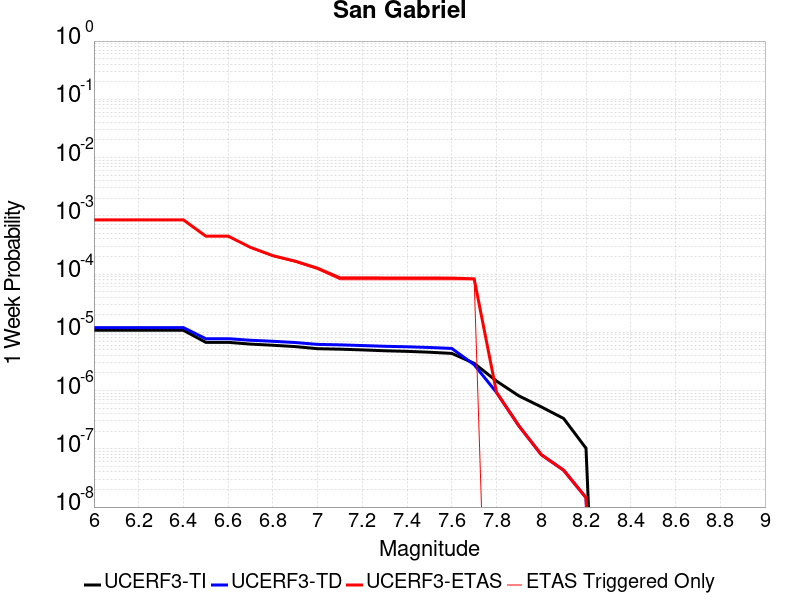 San Gabriel
10^0
10^-1
10^-2
10^-3
10^-4
10^-5
10^-6
10^-7
10^-8
1 Week Probability
6 6.2 6.4 6.6 6.8 7 7.2 7.4 7.6 7.8 8 8.2 8.4 8.6 8.8 9
Magnitude
UCERF3-TI UCERF3-TD UCERF3-ETAS ETAS Triggered Only